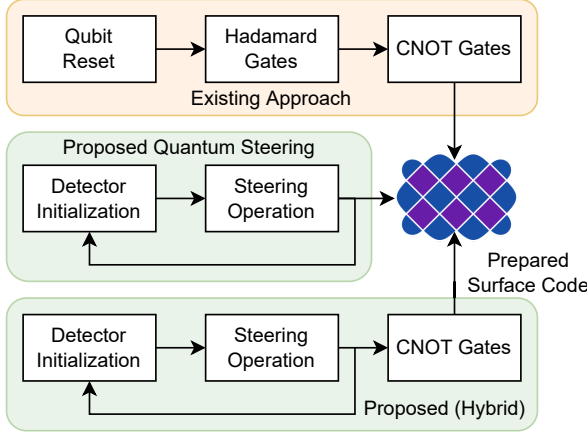 Qubit
Reset
Hadamard
Gates
CNOT Gates
Existing Approach
Proposed Quantum Steering
Detector
Initialization
Steering
Operation
Prepared
Surface Code
Detector
Initialization
Steering
Operation
CNOT Gates
Proposed (Hybrid)